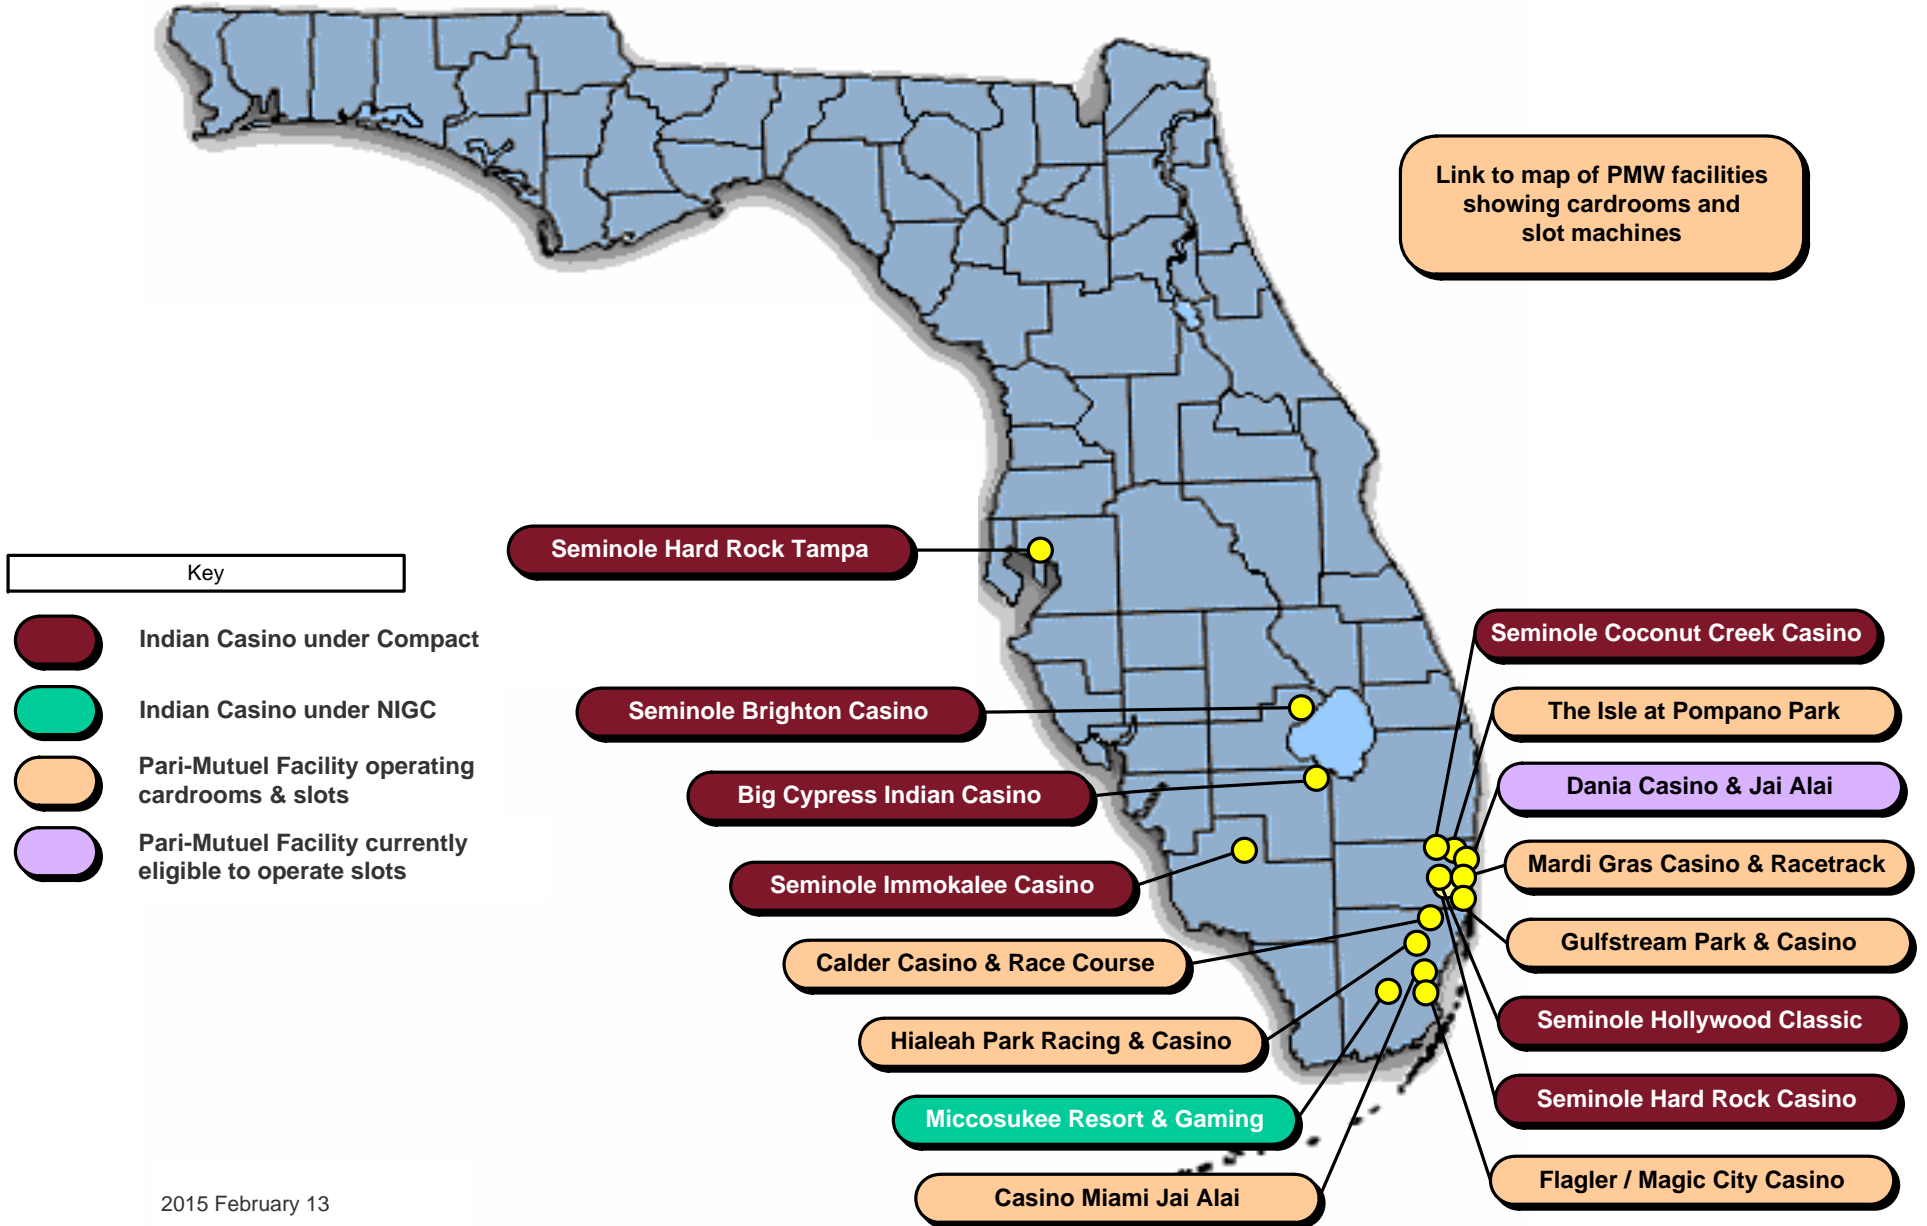 Link to map of PMW facilities
showing cardrooms and
slot machines
Seminole Hard Rock Tampa
Key
Indian Casino under Compact
Indian Casino under NIGC
Pari-Mutuel Facility operating
cardrooms & slots
Pari-Mutuel Facility currently
eligible to operate slots
Seminole Brighton Casino
Big Cypress Indian Casino
Seminole Immokalee Casino
Calder Casino & Race Course
Hialeah Park Racing & Casino
Miccosukee Resort & Gaming
Casino Miami Jai Alai
Seminole Coconut Creek Casino
The Isle at Pompano Park
Dania Casino & Jai Alai
Mardi Gras Casino & Racetrack
Gulfstream Park & Casino
Seminole Hollywood Classic
Seminole Hard Rock Casino
Flagler / Magic City Casino
2015 February 13